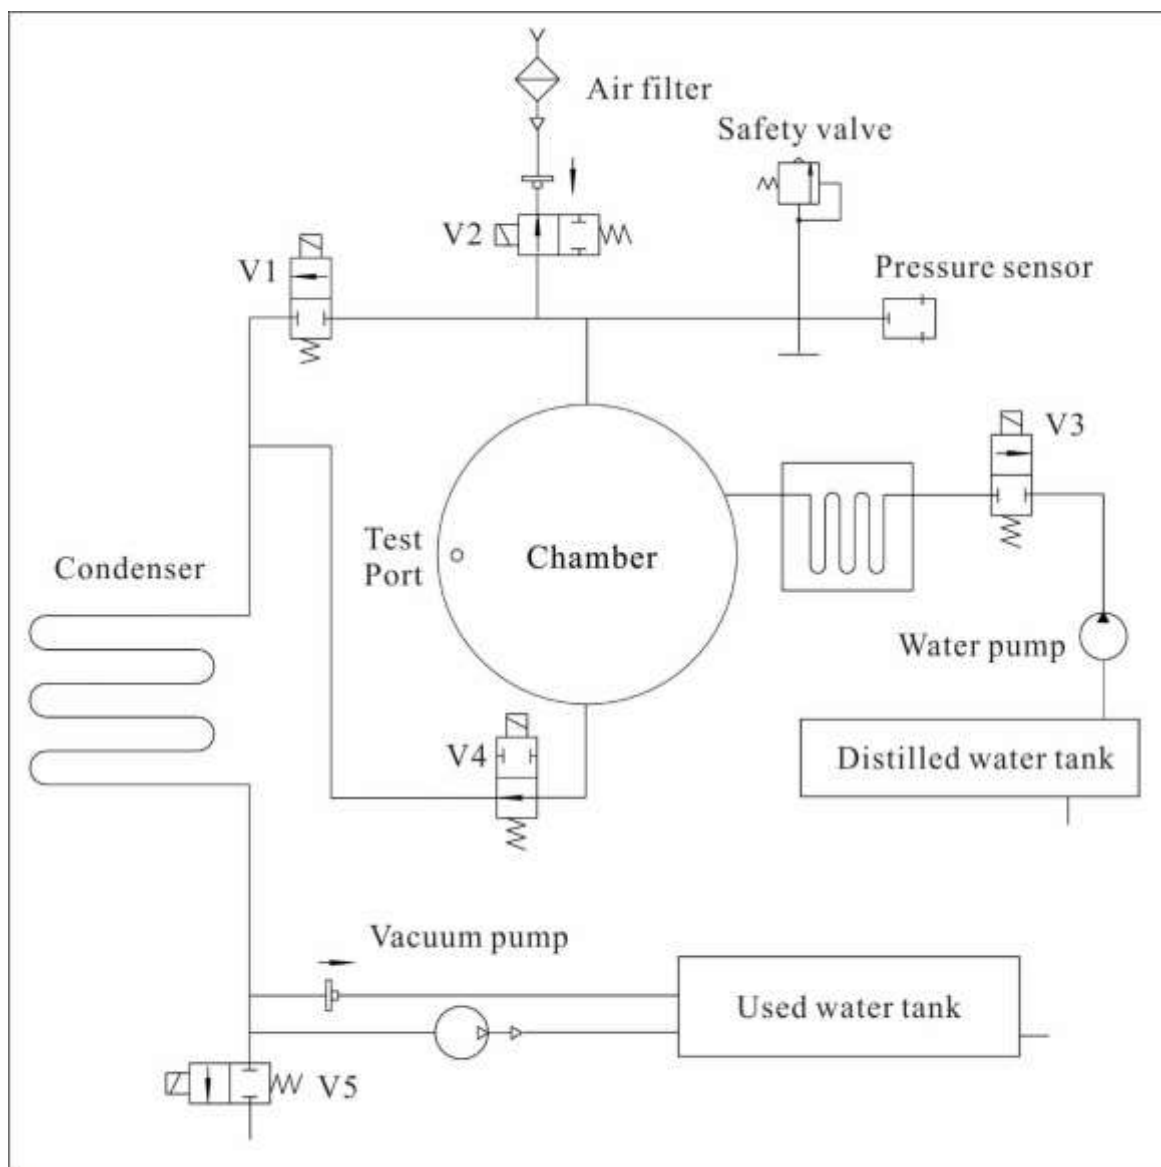 Air filter
Safety valve
V2
V1
Pressure sensor
V3
Test
Port
Chamber
Condenser
Water pump
V4
Distilled water tank
Vacuum pump
Used water tank
V5